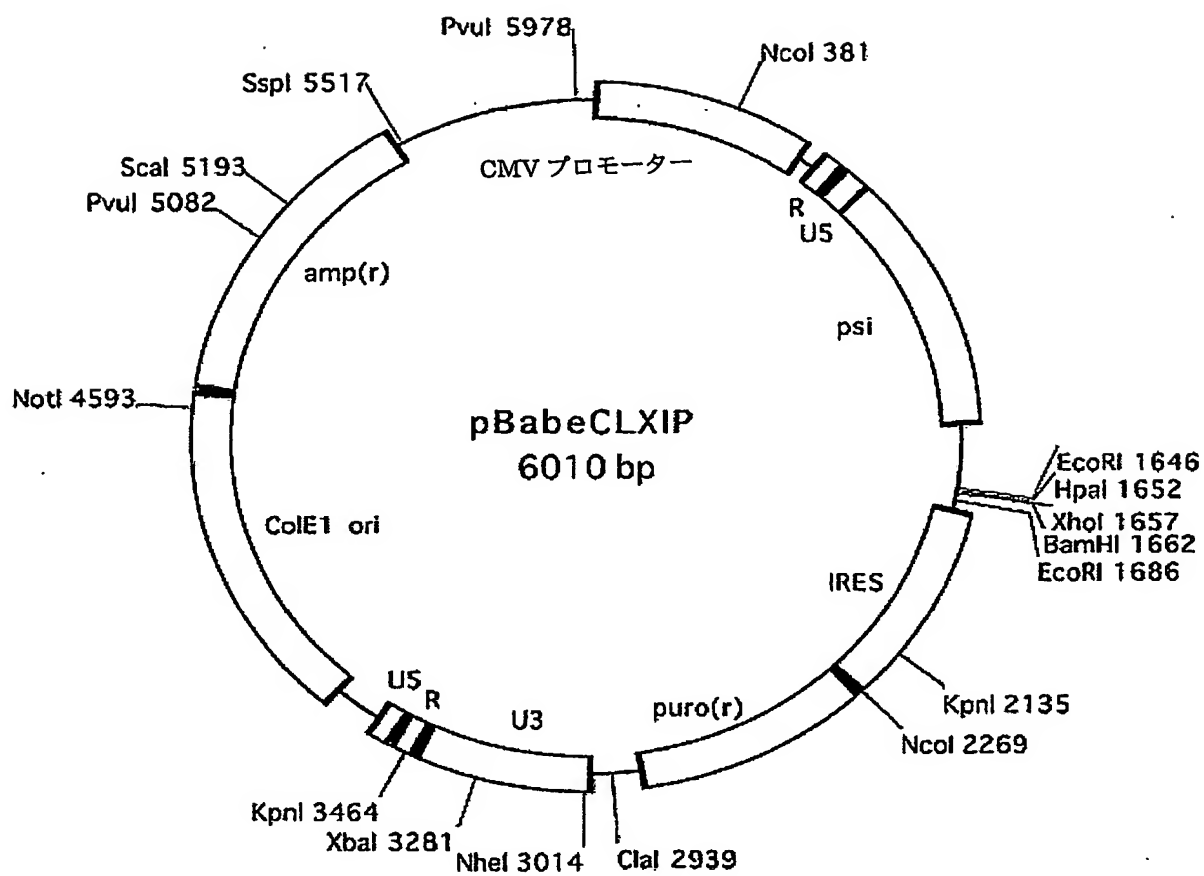 PvuI 5978
NcoI 381
SspI 5517
ScaI 5193
CMV プロモーター
PvuI 5082
R
U5
amp(r)
psi
NotI 4593
pBabeCLXIP
6010 bp
EcoRI 1646
HpaI 1652
XhoI 1657
BamHI 1662
EcoRI 1686
ColE1 ori
IRES
U5
R
U3
puro(r)
KpnI 2135
NcoI 2269
KpnI 3464
XbaI 3281
NheI 3014
ClaI 2939